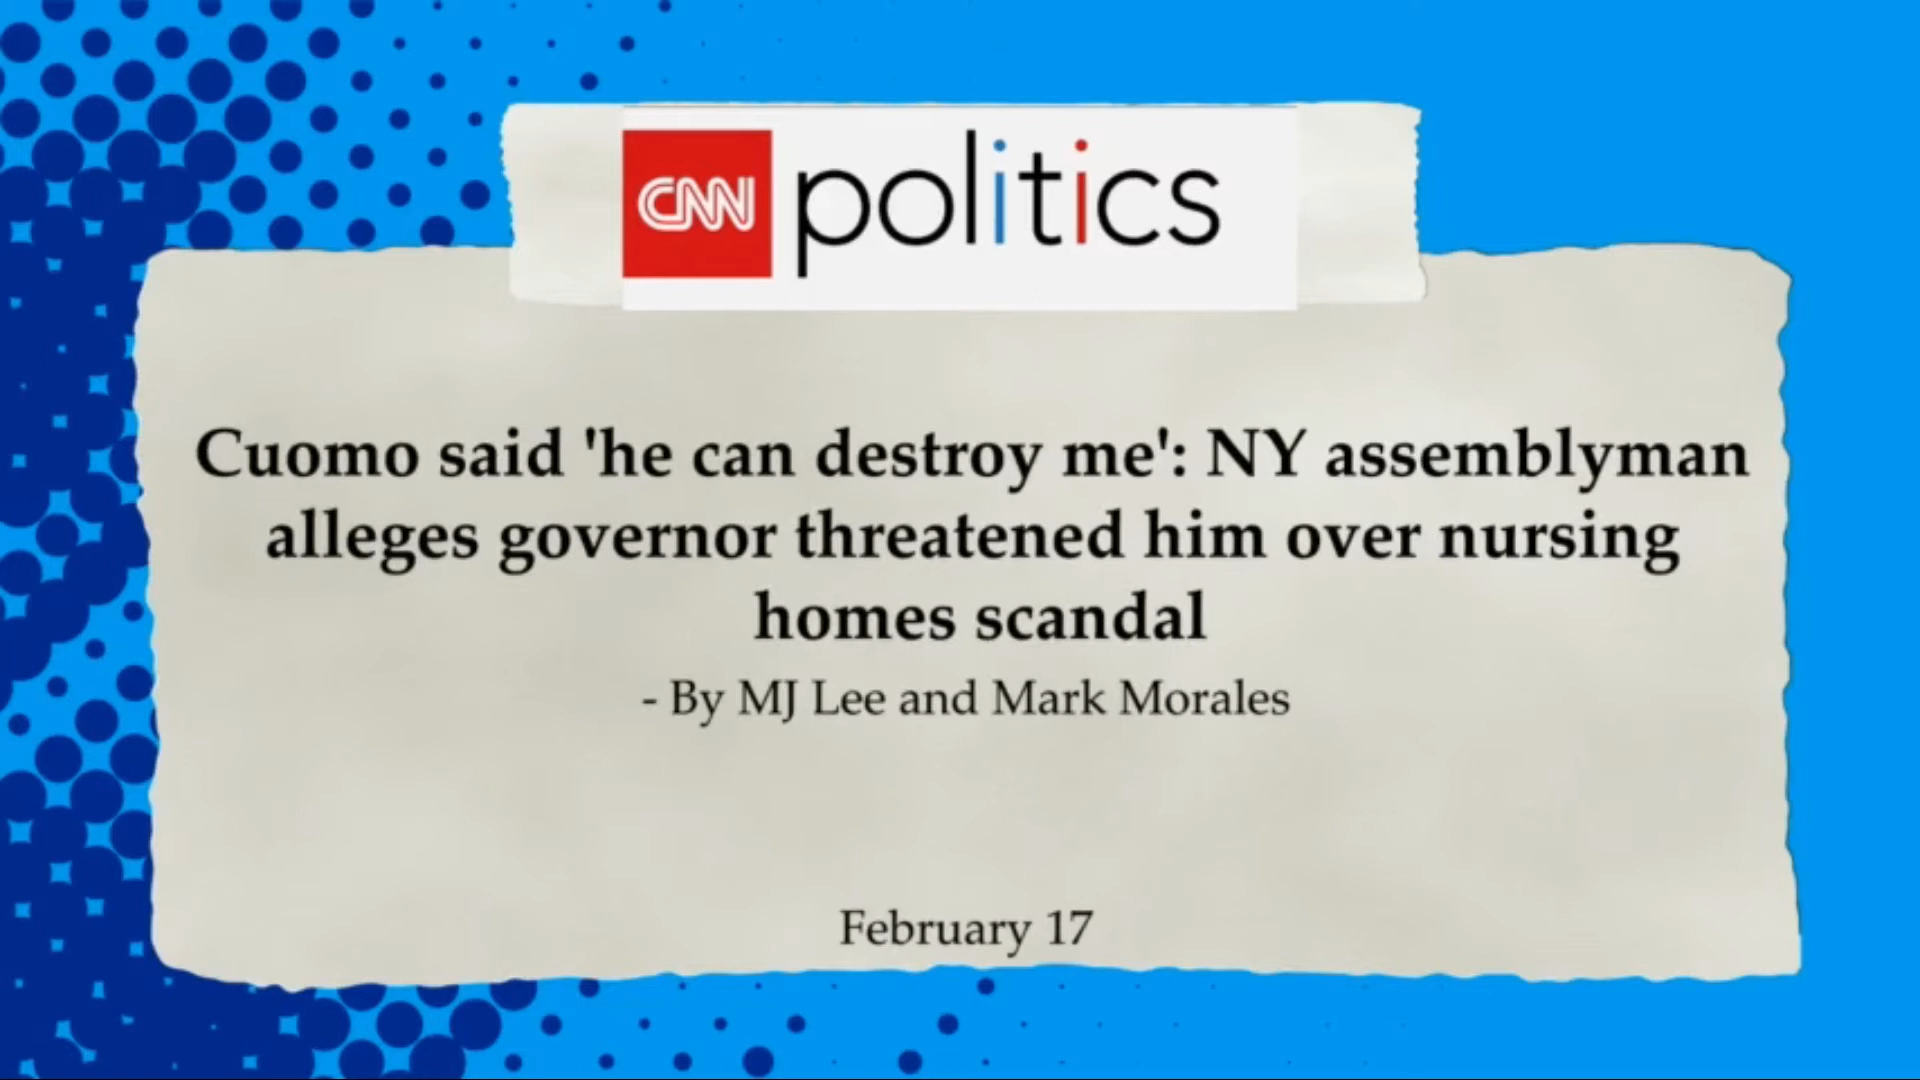 CNN politics
Cuomo said 'he can destroy me': NY assemblyman
alleges governor threatened him over nursing
homes scandal
- By MJ Lee and Mark Morales
February 17